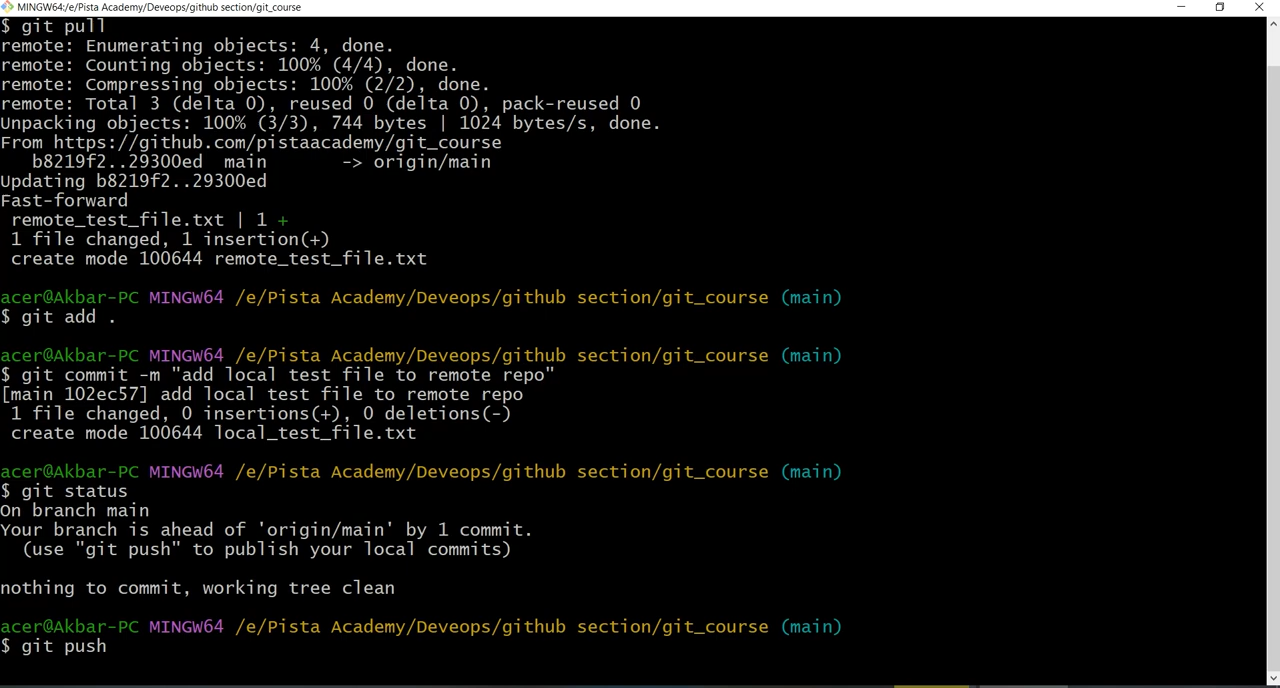 MINGW64:/e/Pista Academy/Deveops/github section/git_course
$ git pull
remote: Enumerating objects: 4, done.
remote: Counting objects: 100% (4/4), done.
remote: Compressing objects: 100% (2/2), done.
remote: Total 3 (delta 0), reused 0 (delta 0), pack-reused 0
Unpacking objects: 100% (3/3), 744 bytes | 1024 bytes/s, done.
From https://github.com/pistaacademy/git_course
   b8219f2..29300ed  main       -> origin/main
Updating b8219f2..29300ed
Fast-forward
 remote_test_file.txt | 1 +
 1 file changed, 1 insertion(+)
 create mode 100644 remote_test_file.txt
acer@Akbar-PC MINGW64 /e/Pista Academy/Deveops/github section/git_course (main)
$ git add .
acer@Akbar-PC MINGW64 /e/Pista Academy/Deveops/github section/git_course (main)
$ git commit -m "add local test file to remote repo"
[main 102ec57] add local test file to remote repo
 1 file changed, 0 insertions(+), 0 deletions(-)
 create mode 100644 local_test_file.txt
acer@Akbar-PC MINGW64 /e/Pista Academy/Deveops/github section/git_course (main)
$ git status
On branch main
Your branch is ahead of 'origin/main' by 1 commit.
  (use "git push" to publish your local commits)
nothing to commit, working tree clean
acer@Akbar-PC MINGW64 /e/Pista Academy/Deveops/github section/git_course (main)
$ git push